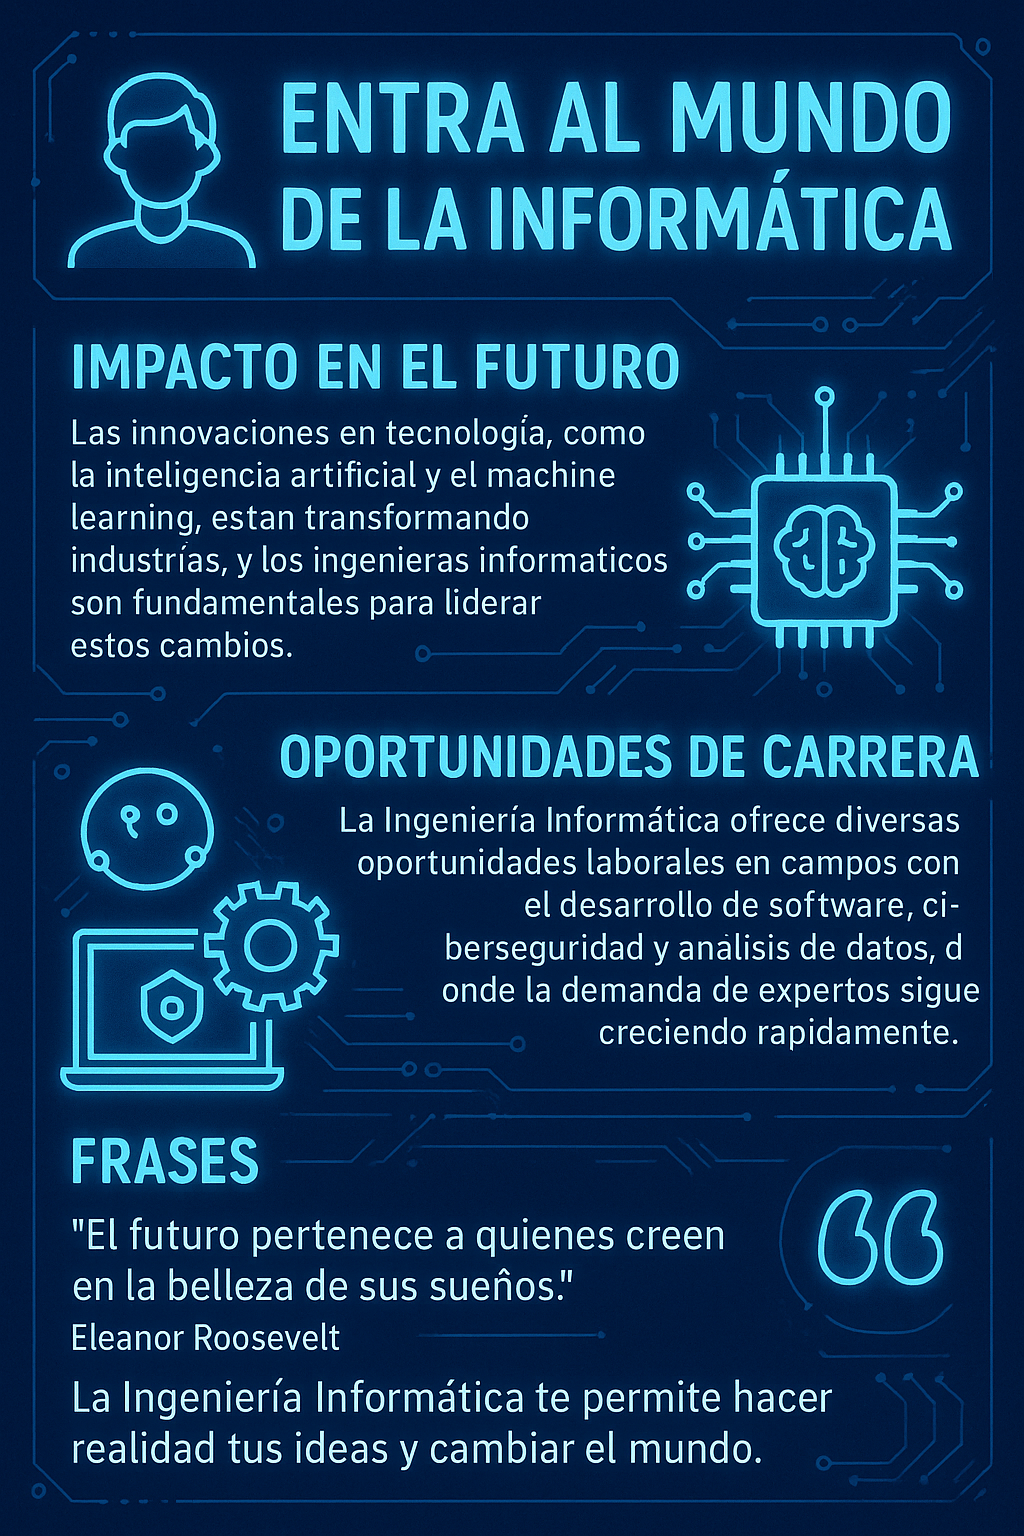 ENTRA AL MUNDO
DE LA INFORMÁTICA
IMPACTO EN EL FUTURO
Las innovaciones en tecnología, como
la inteligencia artificial y el machine
learning, estan transformando
industrías, y los ingenieras informaticos
son fundamentales para liderar
estos cambios.
OPORTUNIDADES DE CARRERA
La Ingeniería Informática ofrece diversas
oportunidades laborales en campos con
el desarrollo de software, ci-
berseguridad y anàlisis de datos, d
onde la demanda de expertos sigue
creciendo rapidamente.
FRASES
"El futuro pertenece a quienes creen
en la belleza de sus sueños."
Eleanor Roosevelt
La Ingeniería Informática te permite hacer
realidad tus ideas y cambiar el mundo.